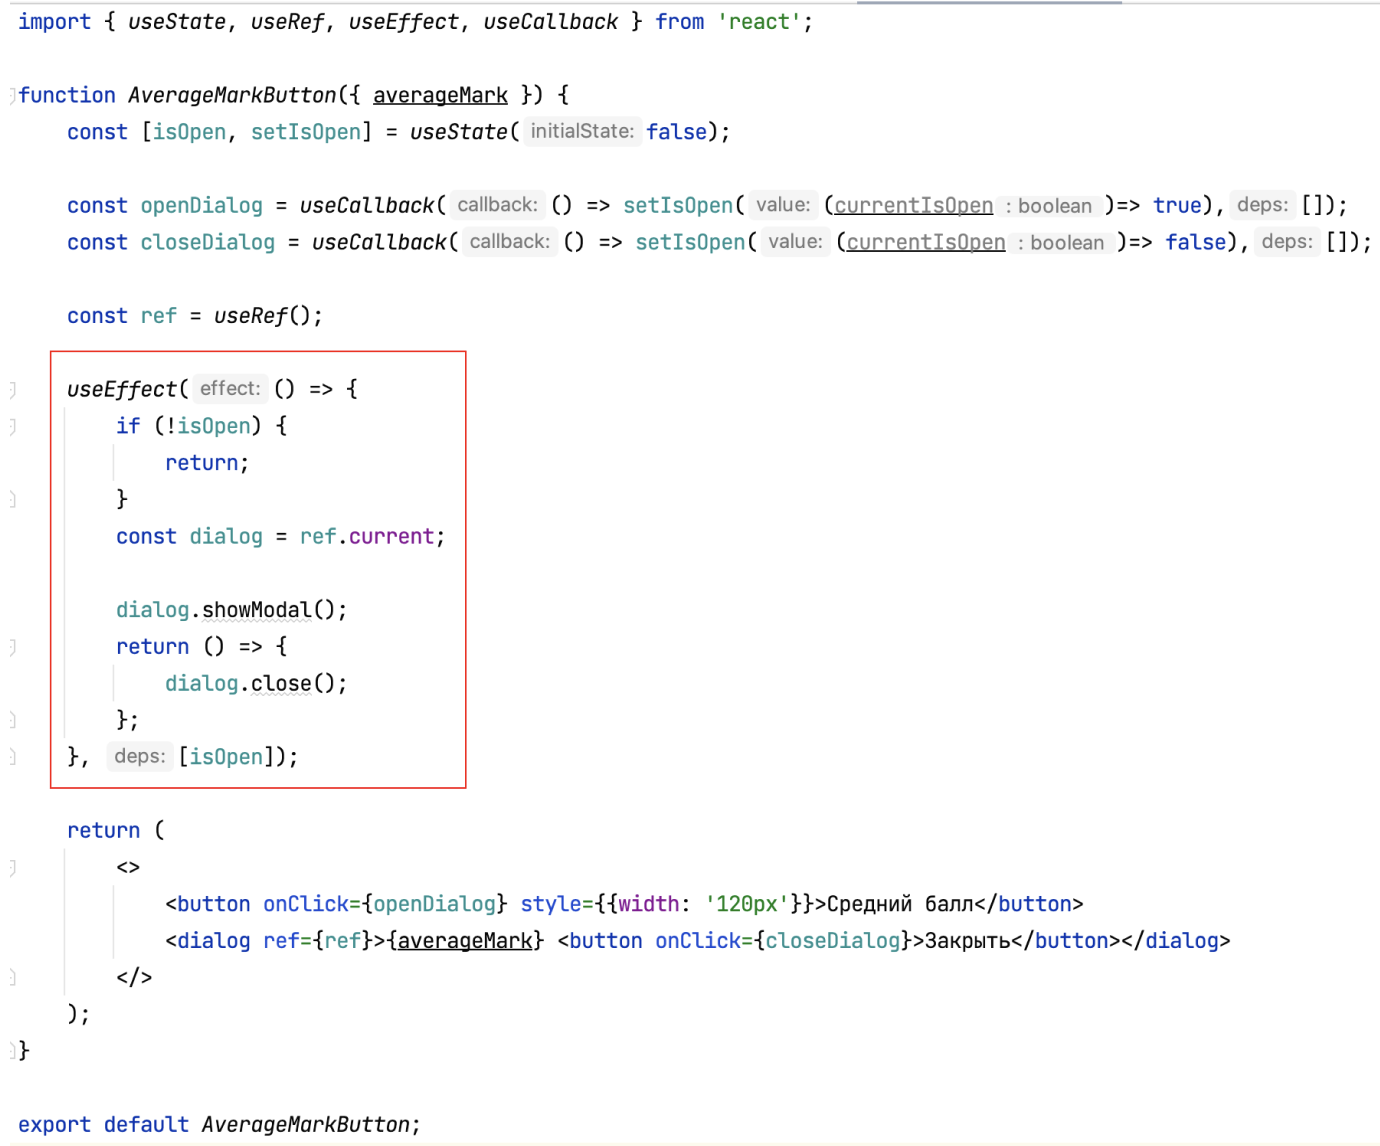 import { useState, useRef, useEffect, useCallback } from 'react';
function AverageMarkButton({ averageMark }) {
const [isOpen, setIsOpen] = useState( initialState: false);
const openDialog = useCallback( callback: () => setIsOpen( value: (currentIsOpen : boolean )=> true), deps: []);
const closeDialog = useCallback( callback: () => setIsOpen( value: (currentIsOpen : boolean )=> false), deps: []);
const ref = useRef();
useEffect( effect: () => {
if (!isOpen) {
return;
}
const dialog = ref.current;
dialog.showModal();
return () => {
dialog.close();
};
}, deps: [isOpen]);
return (
<>
<button onClick={openDialog} style={{width: '120px'}}>Средний балл</button>
<dialog ref={ref}>{averageMark} <button onClick={closeDialog}>Закрыть</button></dialog>
</>
);
}
export default AverageMarkButton;